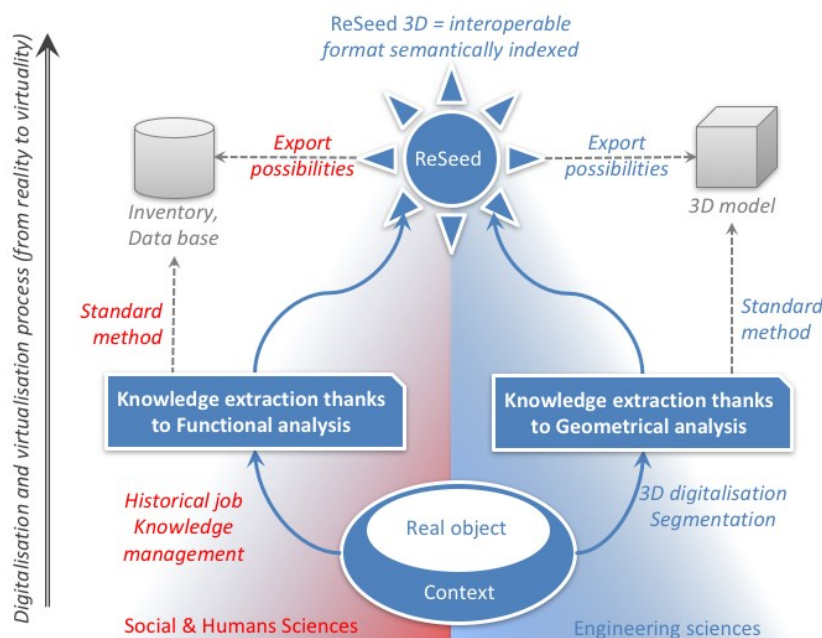 ReSeed 3D = interoperable
format semantically indexed
Digitalisation and virtualisation process (from reality to virtuality)
Export
possibilities
ReSeed
Export
possibilities
Inventory,
Data base
3D model
Standard
method
Standard
method
Knowledge extraction thanks
to Functional analysis
Knowledge extraction thanks
to Geometrical analysis
Historical job
Knowledge
management
3D digitalisation
Segmentation
Real object
Context
Social & Humans Sciences
Engineering sciences